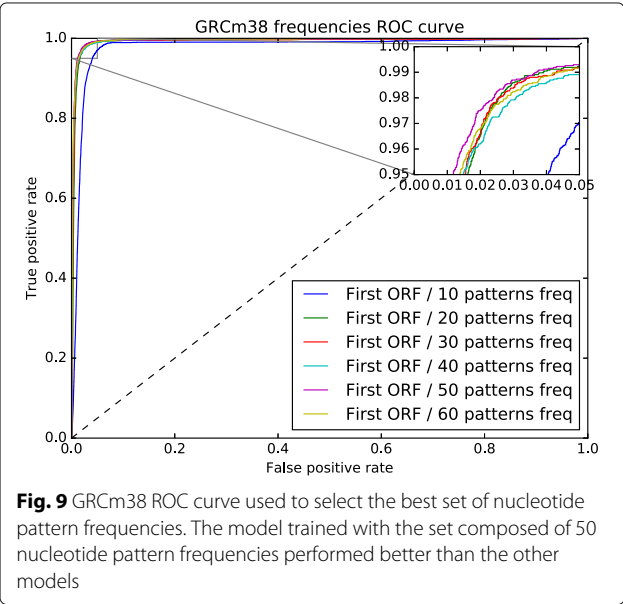 GRCm38 frequencies ROC curve
1.0
0.8
0.6
0.4
0.2
0.0
True positive rate
1.00
0.99
0.98
0.97
0.96
0.95
0.00 0.01 0.02 0.03 0.04 0.05
First ORF / 10 patterns freq
First ORF / 20 patterns freq
First ORF / 30 patterns freq
First ORF / 40 patterns freq
First ORF / 50 patterns freq
First ORF / 60 patterns freq
0.0 0.2 0.4 0.6 0.8 1.0
False positive rate
Fig. 9 GRCm38 ROC curve used to select the best set of nucleotide
pattern frequencies. The model trained with the set composed of 50
nucleotide pattern frequencies performed better than the other
models